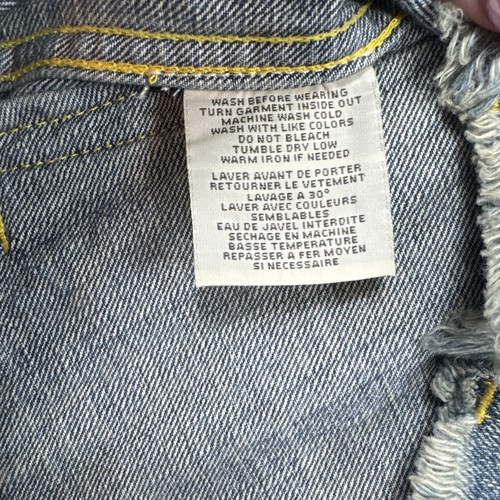 WASH BEFORE WEARING
TURN GARMENT INSIDE OUT
MACHINE WASH COLD
WASH WITH LIKE COLORS
DO NOT BLEACH
TUMBLE DRY LOW
WARM IRON IF NEEDED
LAVER AVANT DE PORTER
RETOURNER LE VETEMENT
LAVAGE A 30°
LAVER AVEC COULEURS
SEMBLABLES
EAU DE JAVEL INTERDITE
SECHAGE EN MACHINE
BASSE TEMPERATURE
REPASSER A FER MOYEN
SI NECESSAIRE